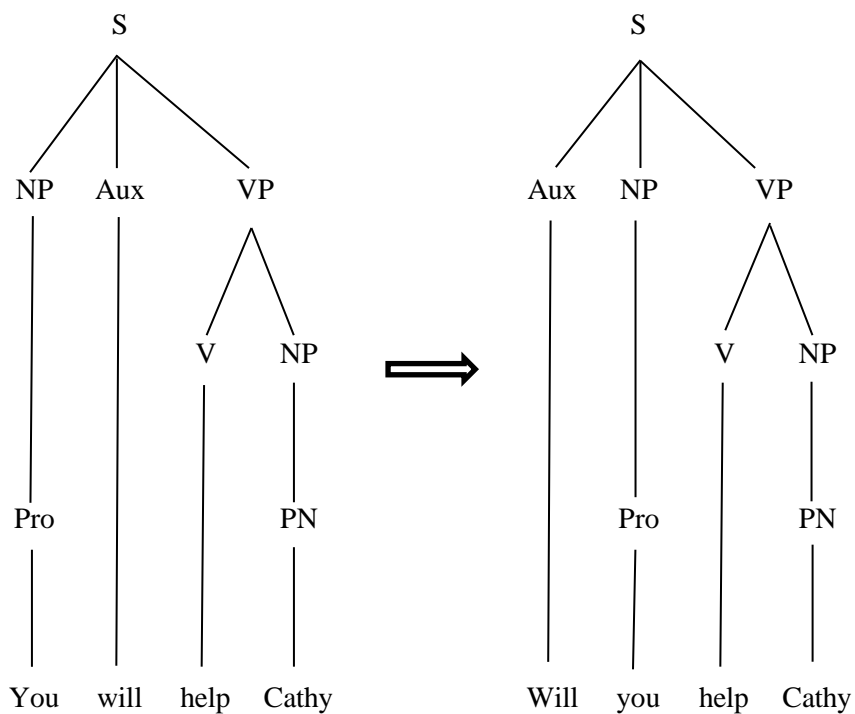 S S
NP Aux VP Aux NP VP
V NP V NP
Pro PN Pro PN
You will help Cathy Will you help Cathy